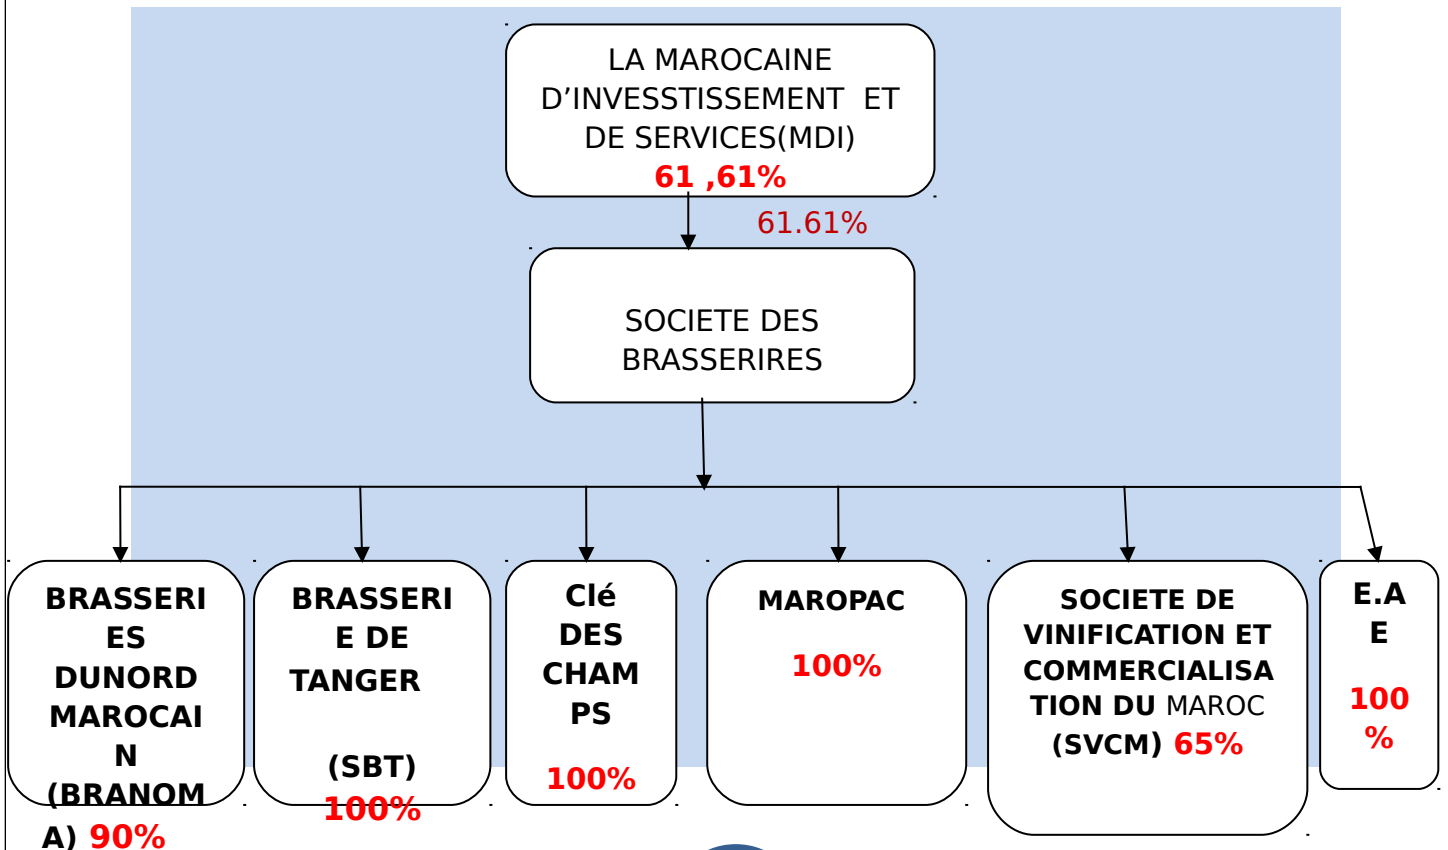 LA MAROCAINE
D’INVESSTISSEMENT  ET
DE SERVICES(MDI)
61 ,61%
61.61%
SOCIETE DES
BRASSERIRES
BRASSERI
ES
DUNORD
MAROCAI
N
(BRANOM
A) 90%
BRASSERI
E DE
TANGER
(SBT)
100%
Clé
DES
CHAM
PS
100%
MAROPAC
100%
SOCIETE DE
VINIFICATION ET
COMMERCIALISA
TION DU MAROC
(SVCM) 65%
E.A
E
100
%